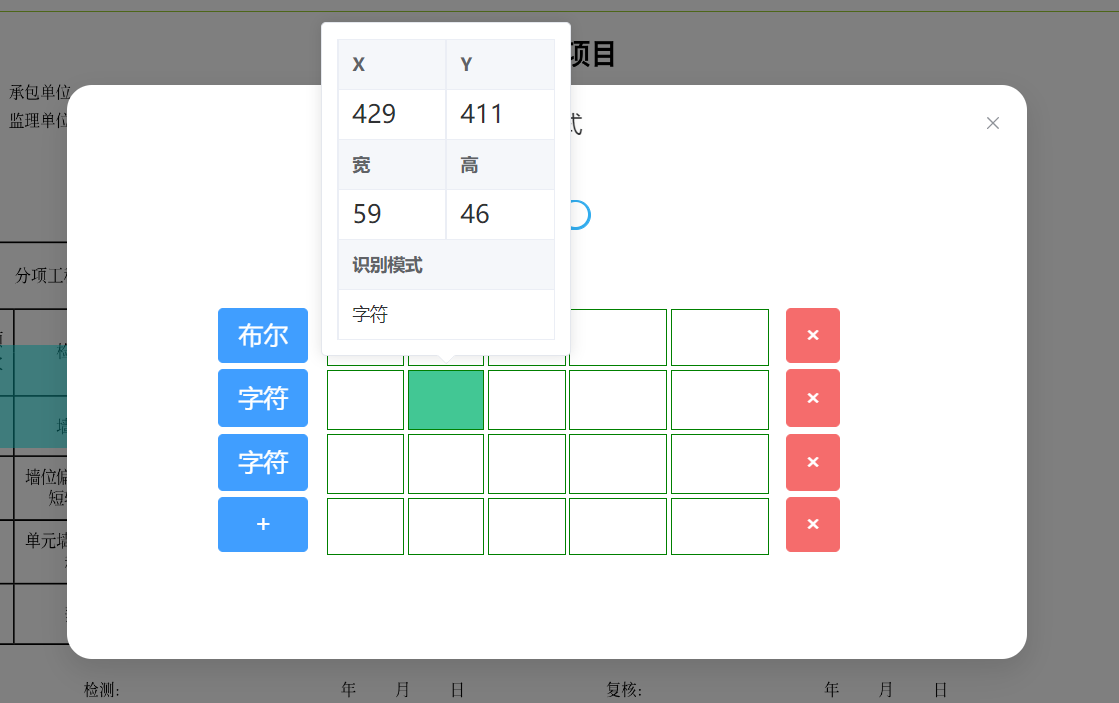 项目
承包单位
监理单位
式
X Y
429 411
宽 高
59 46
识别模式
字符
分项工
布尔 ×
字符 ×
字符 ×
+ ×
墙位偏
短
单元墙
检测: 年 月 日 复核: 年 月 日